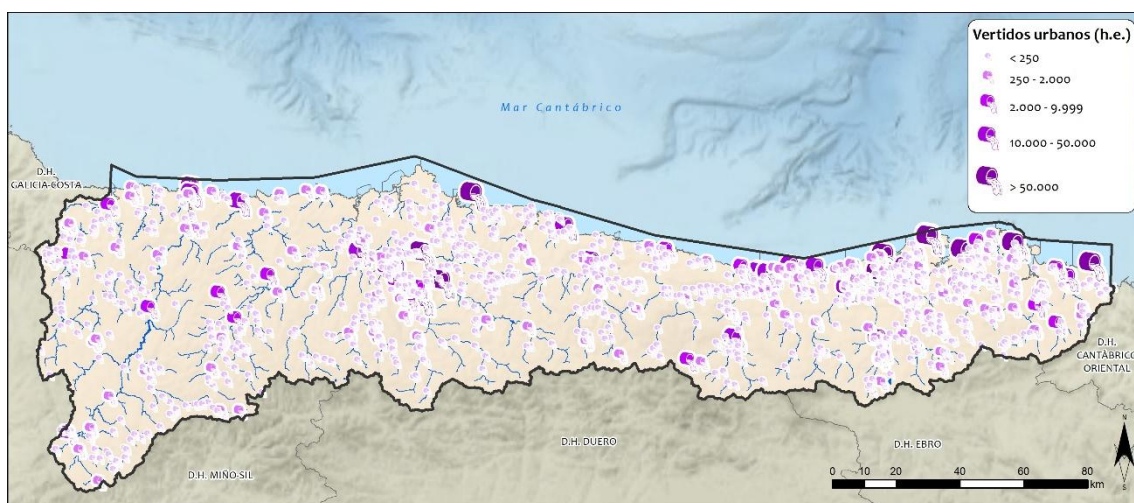 Vertidos urbanos (h.e.)
< 250
250 - 2.000
2.000 - 9.999
10.000 - 50.000
> 50.000
Mar Cantábrico
D.H.
GALICIA-COSTA
D.H.
CANTÁBRICO
ORIENTAL
D.H. DUERO
D.H. EBRO
D.H. MIÑO-SIL
N
S
0 10 20 40 60 80
km